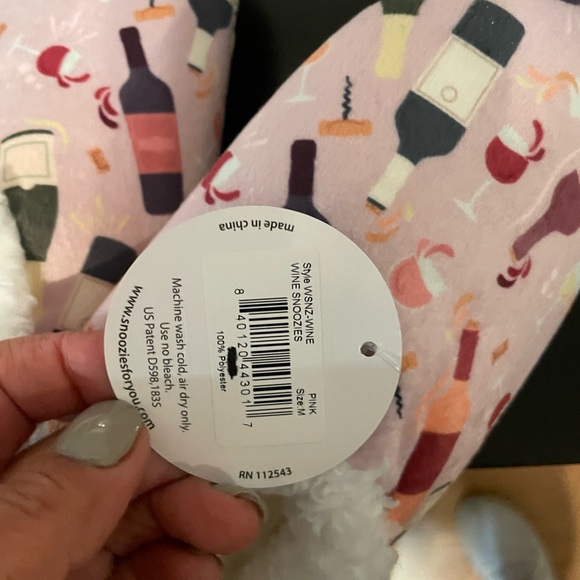 made in china
Style WSNZ-WINE
WINE SNOOZIES
PINK
Size M
8 40120 44301 7
100% Polyester
Machine wash cold, air dry only.
Use no bleach.
US Patent D598,183S
www.snooziesforyou.com
RN 112543